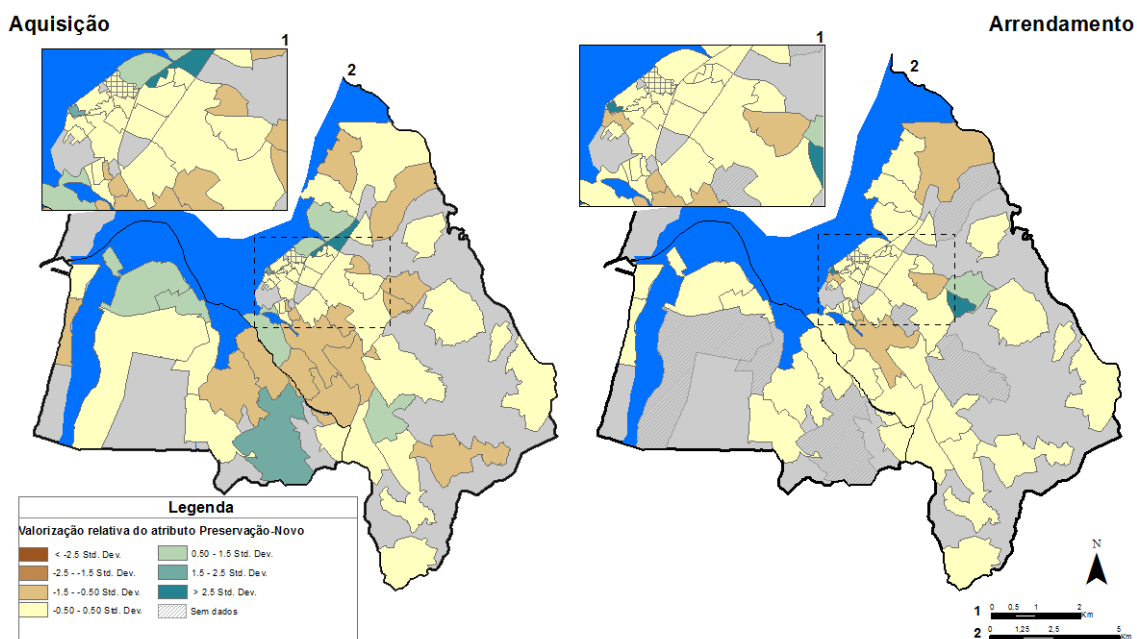 Aquisição
Arrendamento
1
2
1
2
Legenda
Valorização relativa do atributo Preservação-Novo
< -2.5 Std. Dev.
-2.5 - -1.5 Std. Dev.
-1.5 - -0.50 Std. Dev.
-0.50 - 0.50 Std. Dev.
0.50 - 1.5 Std. Dev.
1.5 - 2.5 Std. Dev.
> 2.5 Std. Dev.
Sem dados
N
1 0 0,5 1 2 Km
2 0 1,25 2,5 5 Km